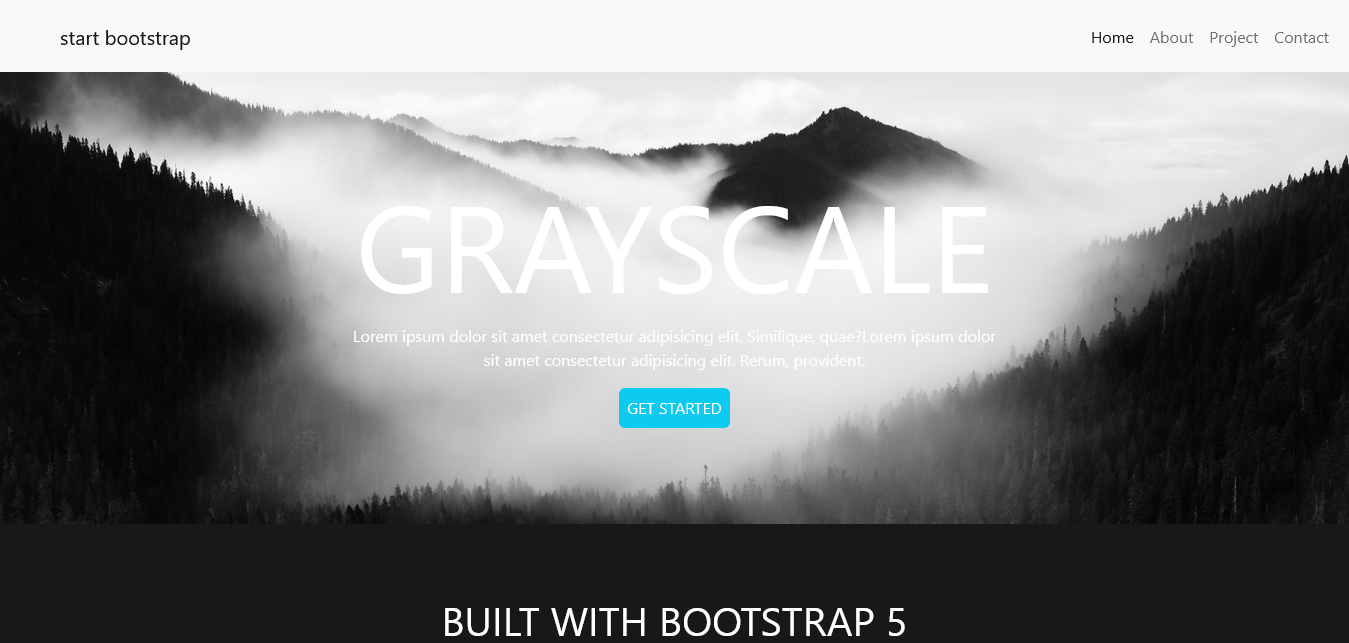 start bootstrap
Home About Project Contact
GRAYSCALE
Lorem ipsum dolor sit amet consectetur adipisicing elit. Similique, quae?Lorem ipsum dolor
sit amet consectetur adipisicing elit. Rerum, provident.
GET STARTED
BUILT WITH BOOTSTRAP 5